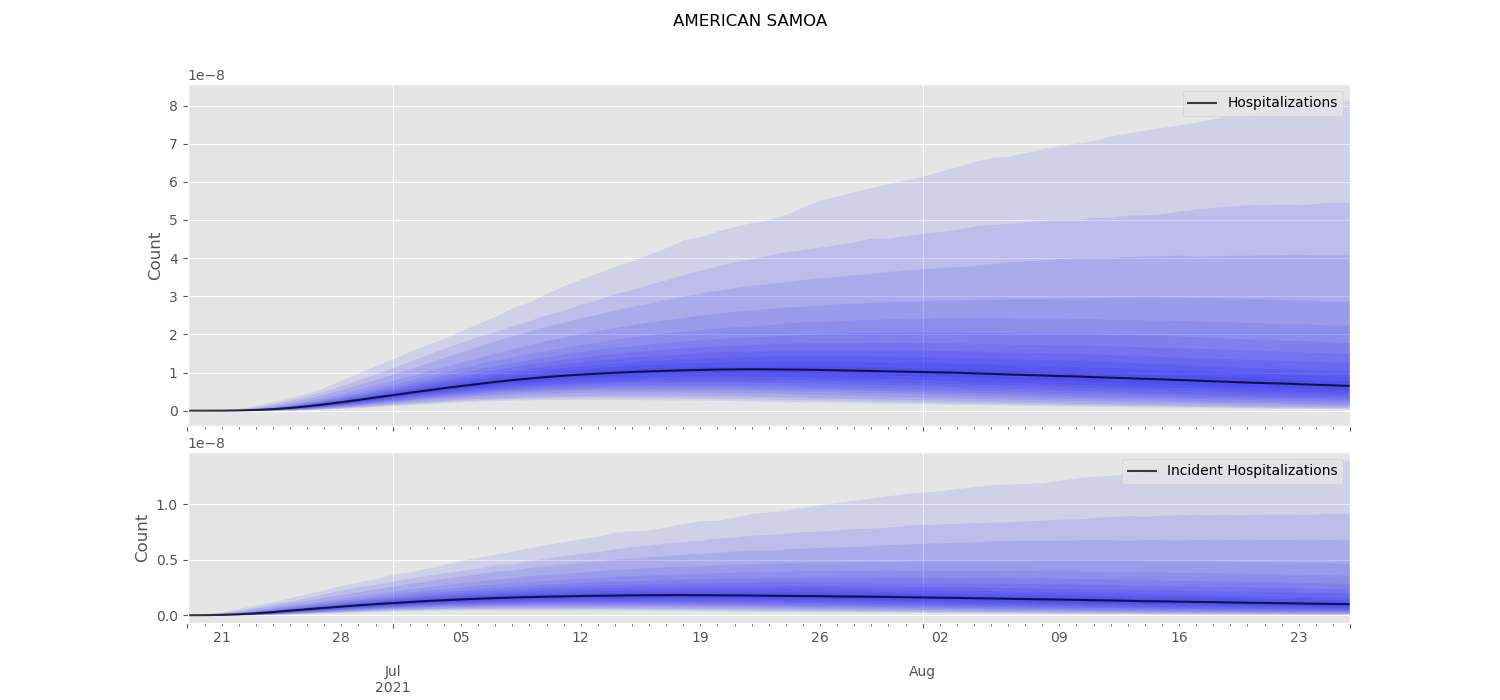 AMERICAN SAMOA
1e−8
Hospitalizations
8
7
6
5
4
3
2
1
0
Count
1e−8
Incident Hospitalizations
1.0
0.5
0.0
Count
21 28 05 12 19 26 02 09 16 23
Jul Aug
2021